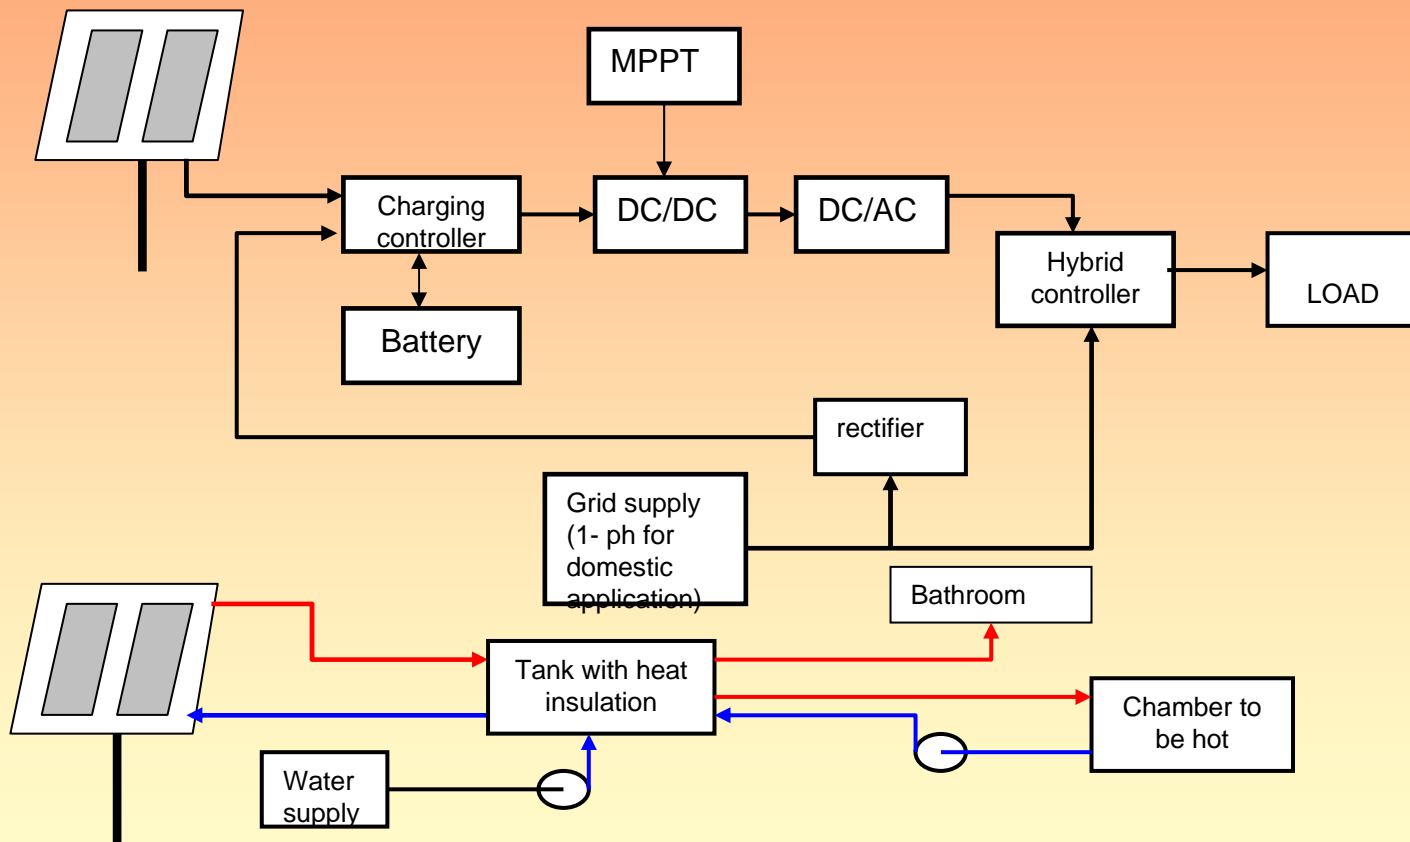 MPPT
Charging
controller
DC/DC
DC/AC
Hybrid
controller
LOAD
Battery
rectifier
Grid supply
(1- ph for
domestic
application)
Bathroom
Tank with heat
insulation
Chamber to
be hot
Water
supply